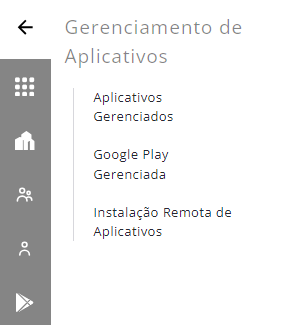 Gerenciamento de
Aplicativos
Aplicativos
Gerenciados
Google Play
Gerenciada
Instalação Remota de
Aplicativos